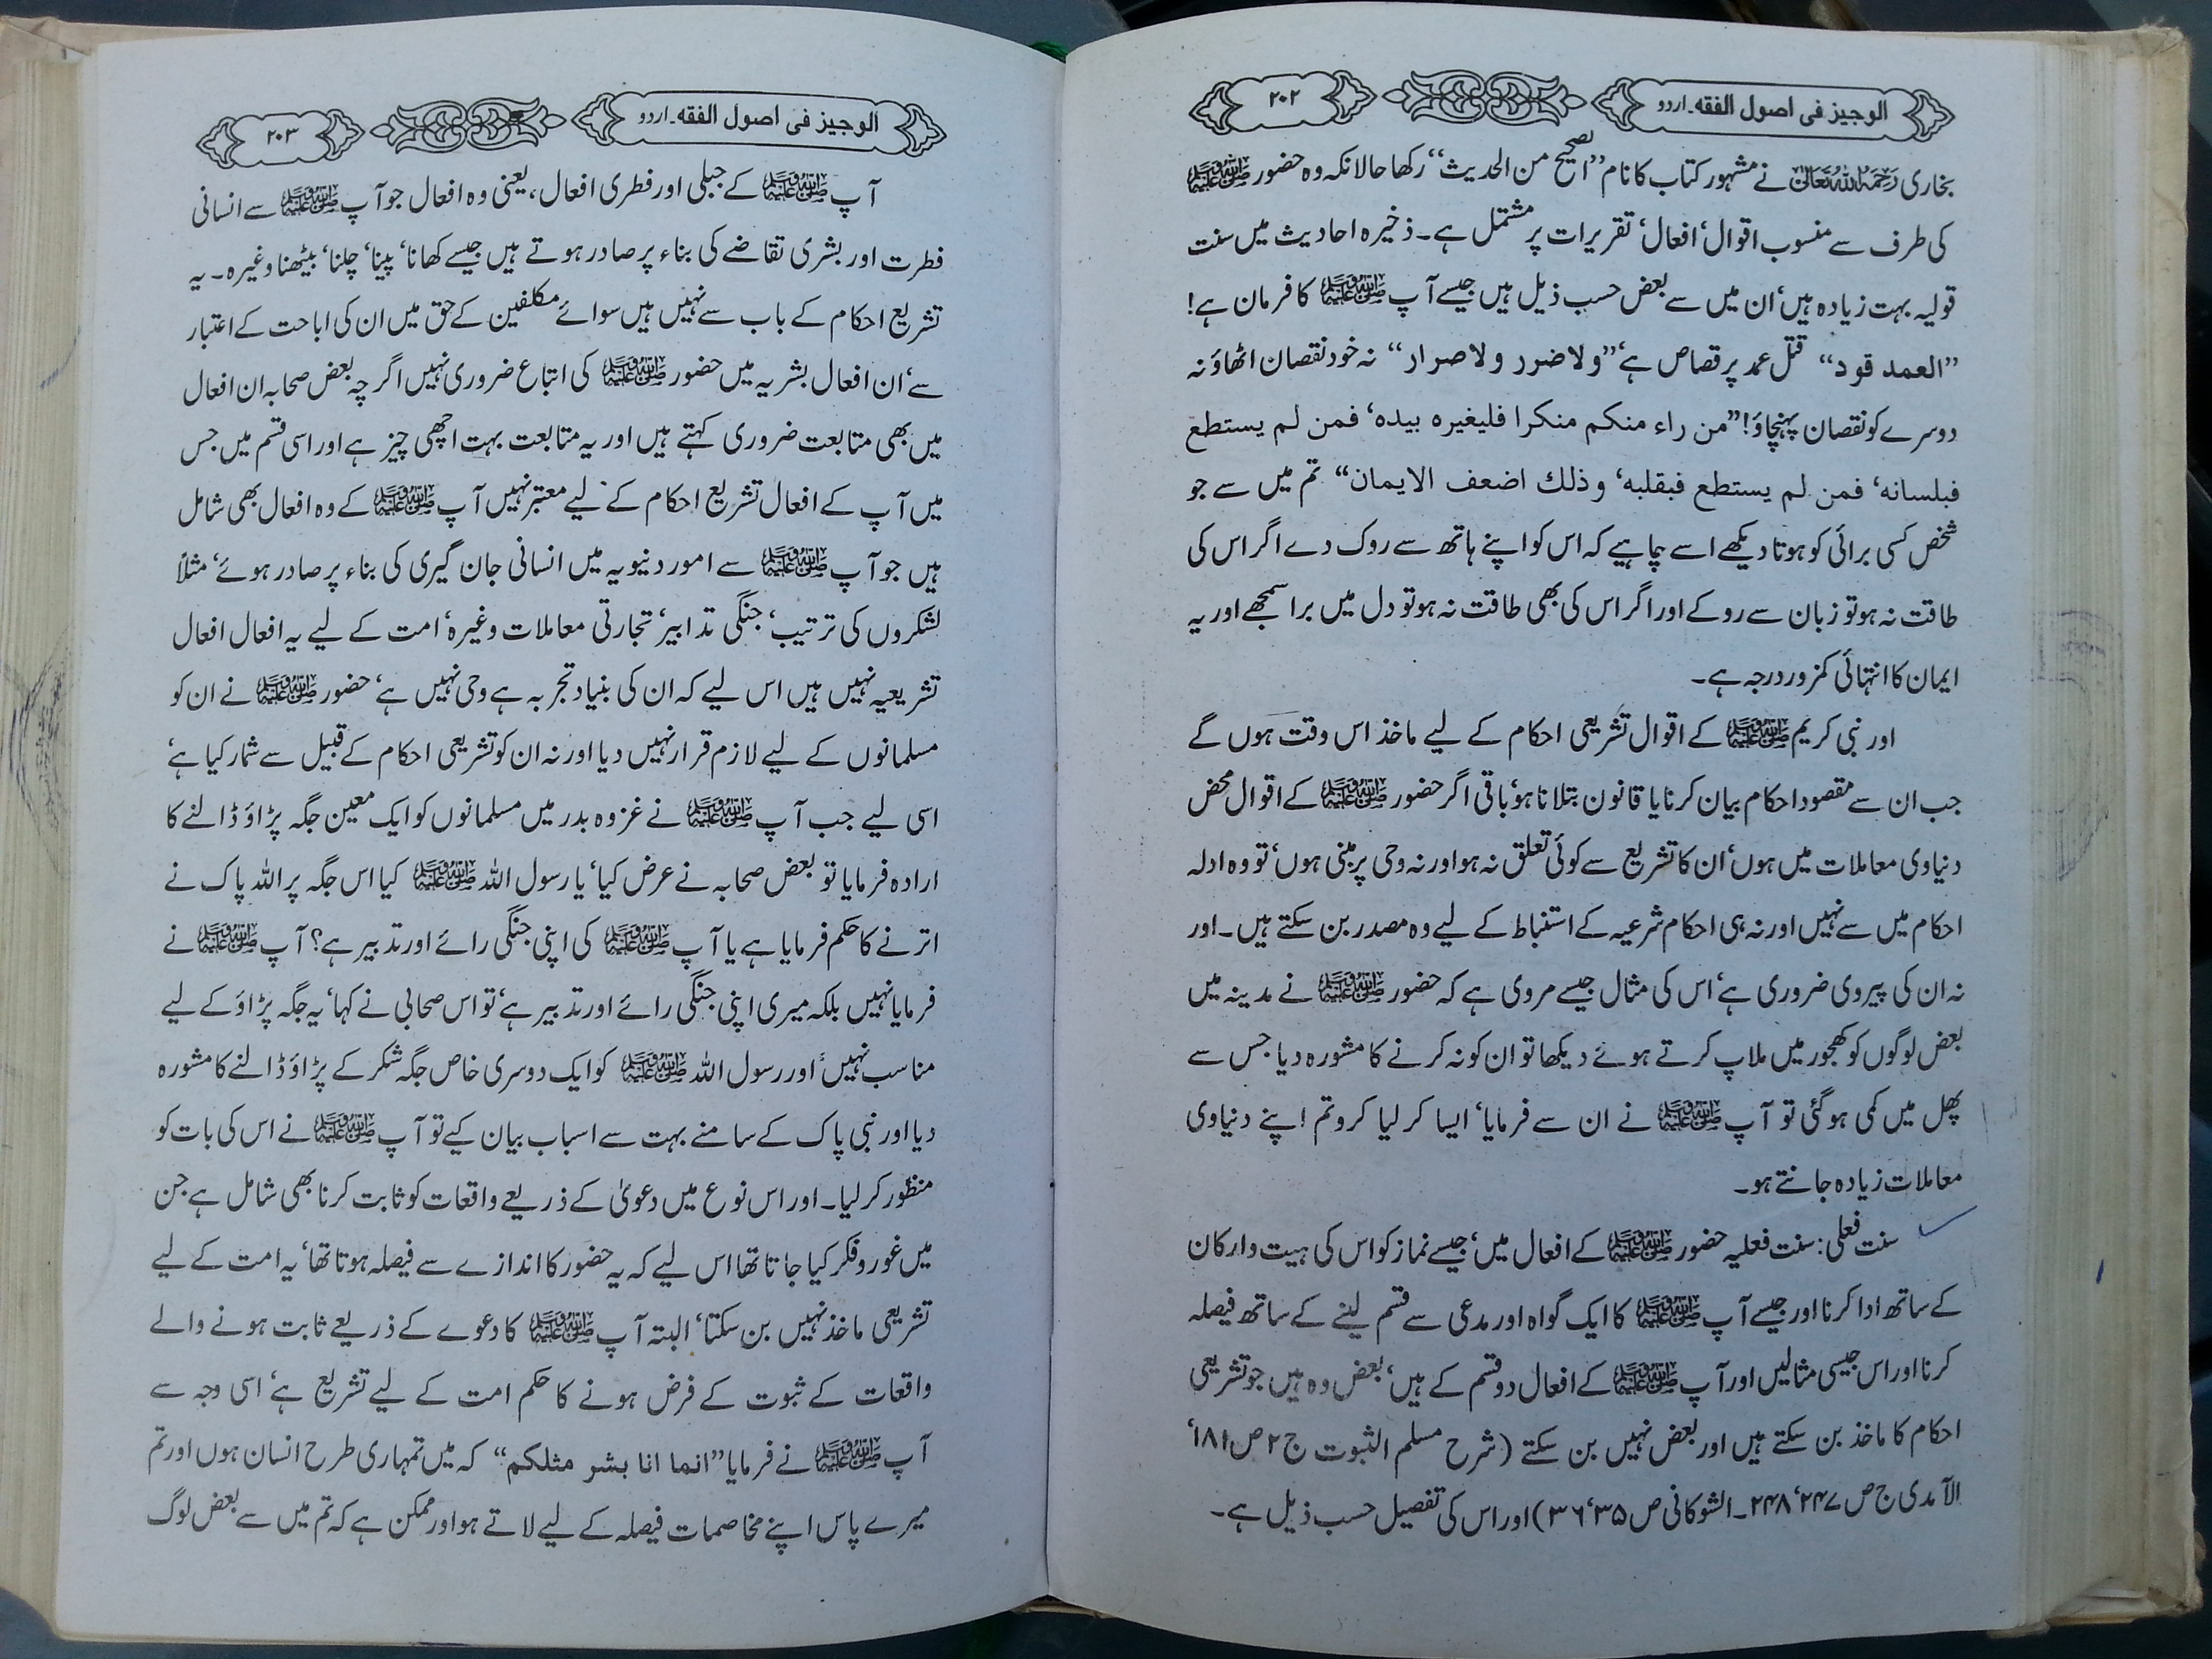 الوجیز فی اصول الفقہ۔اردو
۲۰۲
بخاری رَحِمَهُ اللهُ تَعَالٰی نے مشہور کتاب کا نام ”اصحیح من الحدیث“ رکھا حالانکہ وہ حضور ﷺ
کی طرف سے منسوب اقوال‘ افعال‘ تقریرات پر مشتمل ہے۔ ذخیرہ احادیث میں سنت
قولیہ بہت زیادہ ہیں‘ ان میں سے بعض حسب ذیل ہیں جیسے آپ ﷺ کا فرمان ہے!
”العمد قود“ قتل عمد پر قصاص ہے‘ ”ولا ضرر ولا صرار“ نہ خود نقصان اٹھاؤ نہ
دوسرے کو نقصان پہنچاؤ! ”من راء منکم منکرا فلیغیرہ بیدہ‘ فمن لم یستطع
فبلسانہ‘ فمن لم یستطع فبقلبہ‘ وذلك اضعف الایمان“ تم میں سے جو
شخص کسی برائی کو ہوتا دیکھے اسے چاہیے کہ اس کو اپنے ہاتھ سے روک دے اگر اس کی
طاقت نہ ہو تو زبان سے روکے اور اگر اس کی بھی طاقت نہ ہو تو دل میں برا سمجھے اور یہ
ایمان کا انتہائی کمزور درجہ ہے۔
اور نبی کریم ﷺ کے اقوال تشریعی احکام کے لیے ماخذ اس وقت ہوں گے
جب ان سے مقصود احکام بیان کرنا یا قانون بتلانا ہو‘ باقی اگر حضور ﷺ کے اقوال محض
دنیاوی معاملات میں ہوں‘ ان کا تشریع سے کوئی تعلق نہ ہو اور نہ وحی پر مبنی ہوں‘ تو وہ ادلہ
احکام میں سے نہیں اور نہ ہی احکام شرعیہ کے استنباط کے لیے وہ مصدر بن سکتے ہیں۔ اور
نہ ان کی پیروی ضروری ہے‘ اس کی مثال جیسے مروی ہے کہ حضور ﷺ نے مدینہ میں
بعض لوگوں کو کھجور میں ملاپ کرتے ہوئے دیکھا تو ان کو نہ کرنے کا مشورہ دیا جس سے
پھل میں کمی ہو گئی تو آپ ﷺ نے ان سے فرمایا‘ ایسا کر لیا کرو تم اپنے دنیاوی
معاملات زیادہ جانتے ہو۔
سنت فعلی: سنت فعلیہ حضور ﷺ کے افعال میں‘ جیسے نماز کو اس کی ہیت و ارکان
کے ساتھ ادا کرنا اور جیسے آپ ﷺ کا ایک گواہ اور مدعی سے قسم لینے کے ساتھ فیصلہ
کرنا اور اس جیسی مثالیں اور آپ ﷺ کے افعال دو قسم کے ہیں‘ بعض وہ ہیں جو تشریعی
احکام کا ماخذ بن سکتے ہیں اور بعض نہیں بن سکتے (شرح مسلم الثبوت ج ۲ ص ۱۸۱‘
الآمدی ج ص ۲۴۷‘ ۲۴۸۔ الشوکانی ص ۳۵‘ ۳۶) اور اس کی تفصیل حسب ذیل ہے۔
الوجیز فی اصول الفقہ۔اردو
۲۰۳
آپ ﷺ کے جبلی اور فطری افعال‘ یعنی وہ افعال جو آپ ﷺ سے انسانی
فطرت اور بشری تقاضے کی بناء پر صادر ہوتے ہیں جیسے کھانا‘ پینا‘ چلنا‘ بیٹھنا وغیرہ۔ یہ
تشریع احکام کے باب سے نہیں ہیں سوائے مکلفین کے حق میں ان کی اباحت کے اعتبار
سے‘ ان افعال بشریہ میں حضور ﷺ کی اتباع ضروری نہیں اگرچہ بعض صحابہ ان افعال
میں بھی متابعت ضروری کہتے ہیں اور یہ متابعت بہت اچھی چیز ہے اور اسی قسم میں جس
میں آپ کے افعال تشریع احکام کے لیے معتبر نہیں آپ ﷺ کے وہ افعال بھی شامل
ہیں جو آپ ﷺ سے امور دنیویہ میں انسانی جان گیری کی بناء پر صادر ہوئے‘ مثلاً
لشکروں کی ترتیب‘ جنگی تدابیر‘ تجارتی معاملات وغیرہ‘ امت کے لیے یہ افعال افعال
تشریعیہ نہیں ہیں اس لیے کہ ان کی بنیاد تجربہ ہے وحی نہیں ہے‘ حضور ﷺ نے ان کو
مسلمانوں کے لیے لازم قرار نہیں دیا اور نہ ان کو تشریعی احکام کے قبیل سے شمار کیا ہے‘
اسی لیے جب آپ ﷺ نے غزوہ بدر میں مسلمانوں کو ایک معین جگہ پڑاؤ ڈالنے کا
ارادہ فرمایا تو بعض صحابہ نے عرض کیا‘ یا رسول اللہ ﷺ کیا اس جگہ پر اللہ پاک نے
اترنے کا حکم فرمایا ہے یا آپ ﷺ کی اپنی جنگی رائے اور تدبیر ہے؟ آپ ﷺ نے
فرمایا نہیں بلکہ میری اپنی جنگی رائے اور تدبیر ہے‘ تو اس صحابی نے کہا‘ یہ جگہ پڑاؤ کے لیے
مناسب نہیں‘ اور رسول اللہ ﷺ کو ایک دوسری خاص جگہ شکر کے پڑاؤ ڈالنے کا مشورہ
دیا اور نبی پاک کے سامنے بہت سے اسباب بیان کیے تو آپ ﷺ نے اس کی بات کو
منظور کر لیا۔ اور اس نوع میں دعویٰ کے ذریعے واقعات کو ثابت کرنا بھی شامل ہے جن
میں غور و فکر کیا جاتا تھا اس لیے کہ یہ حضور کا اندازے سے فیصلہ ہوتا تھا‘ یہ امت کے لیے
تشریعی ماخذ نہیں بن سکتا‘ البتہ آپ ﷺ کا دعوے کے ذریعے ثابت ہونے والے
واقعات کے ثبوت کے فرض ہونے کا حکم امت کے لیے تشریع ہے‘ اسی وجہ سے
آپ ﷺ نے فرمایا ”انما انا بشر مثلکم“ کہ میں تمہاری طرح انسان ہوں اور تم
میرے پاس اپنے مخاصمات فیصلہ کے لیے لاتے ہو اور ممکن ہے کہ تم میں سے بعض لوگ